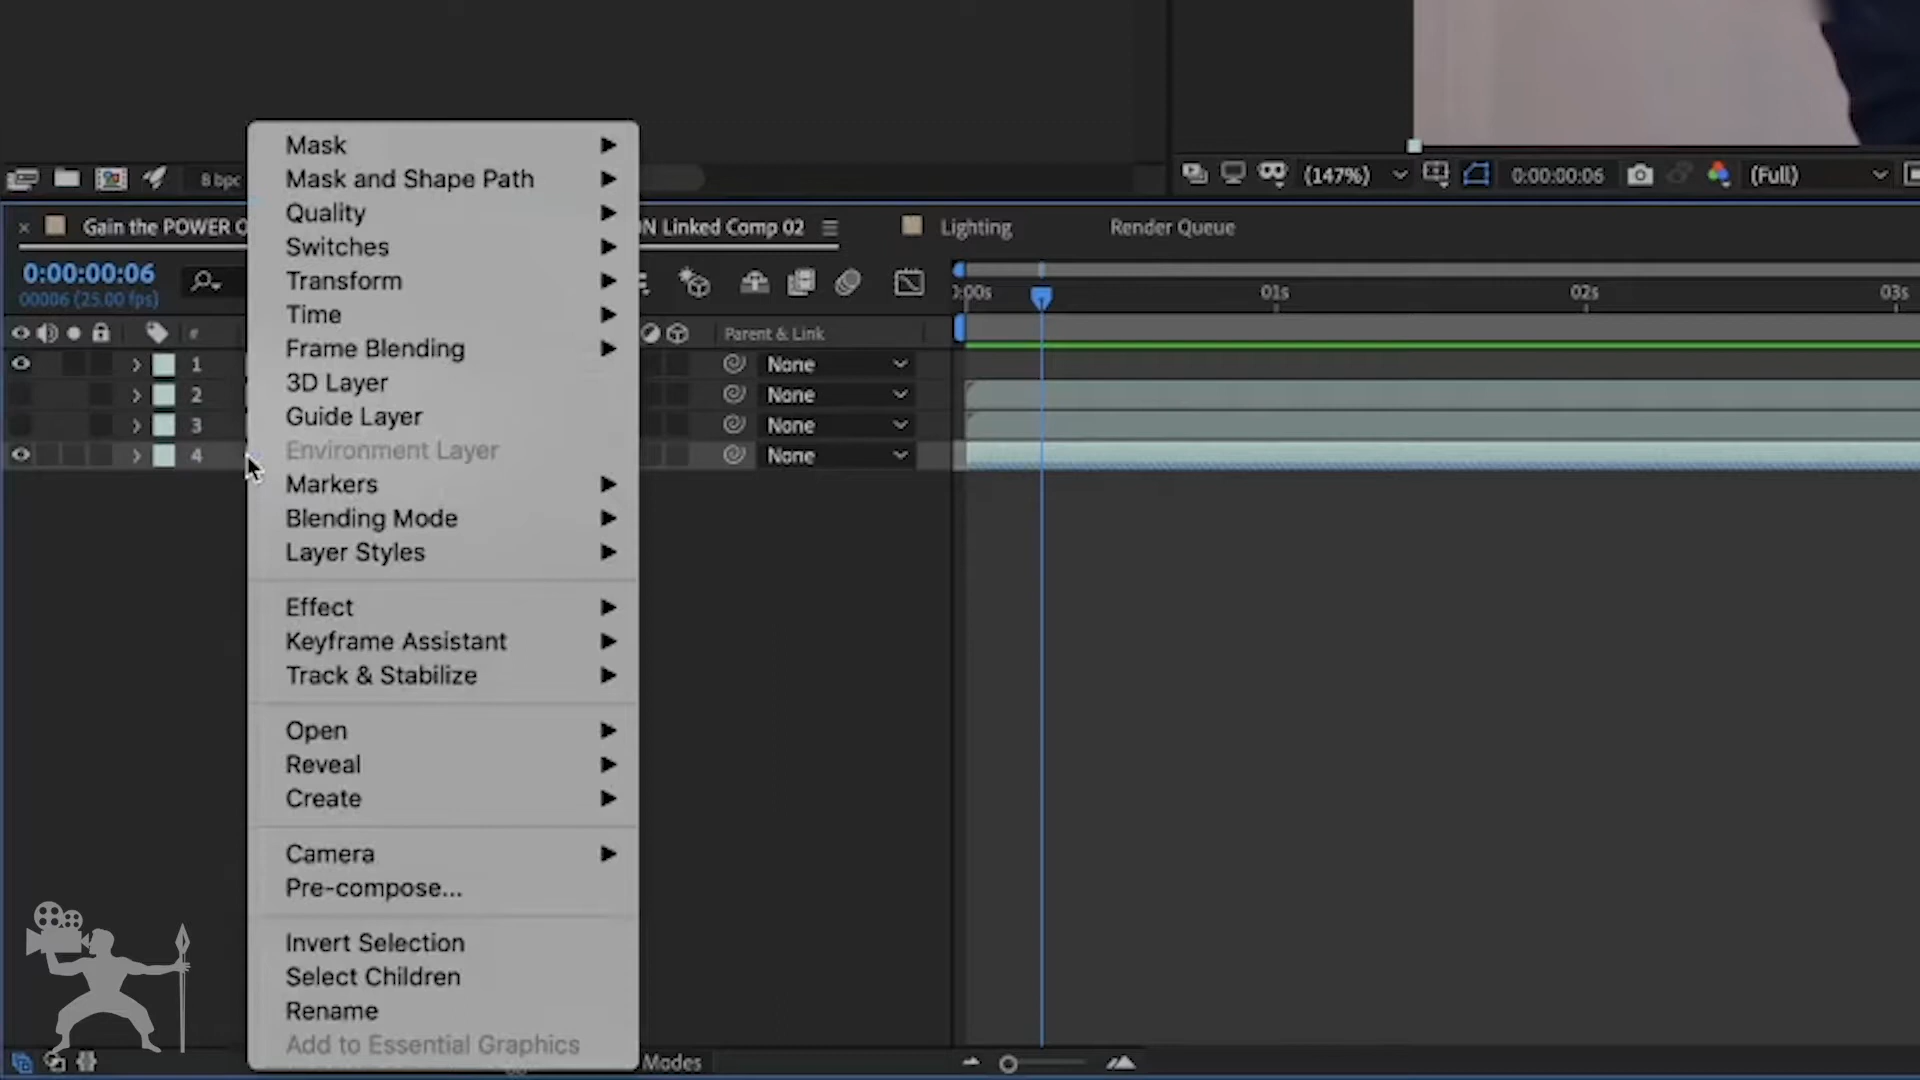 Mask
Mask and Shape Path
Quality
Switches
Transform
Time
Frame Blending
3D Layer
Guide Layer
Environment Layer
Markers
Blending Mode
Layer Styles
Effect
Keyframe Assistant
Track & Stabilize
Open
Reveal
Create
Camera
Pre-compose...
Invert Selection
Select Children
Rename
Add to Essential Graphics
8 bpc
(147%)
0:00:00:06
(Full)
Gain the POWER O
N Linked Comp 02
Lighting
Render Queue
0:00:00:06
00006 (25.00 fps)
:00s
01s
02s
03s
#
Parent & Link
1
None
2
None
3
None
4
None
Modes